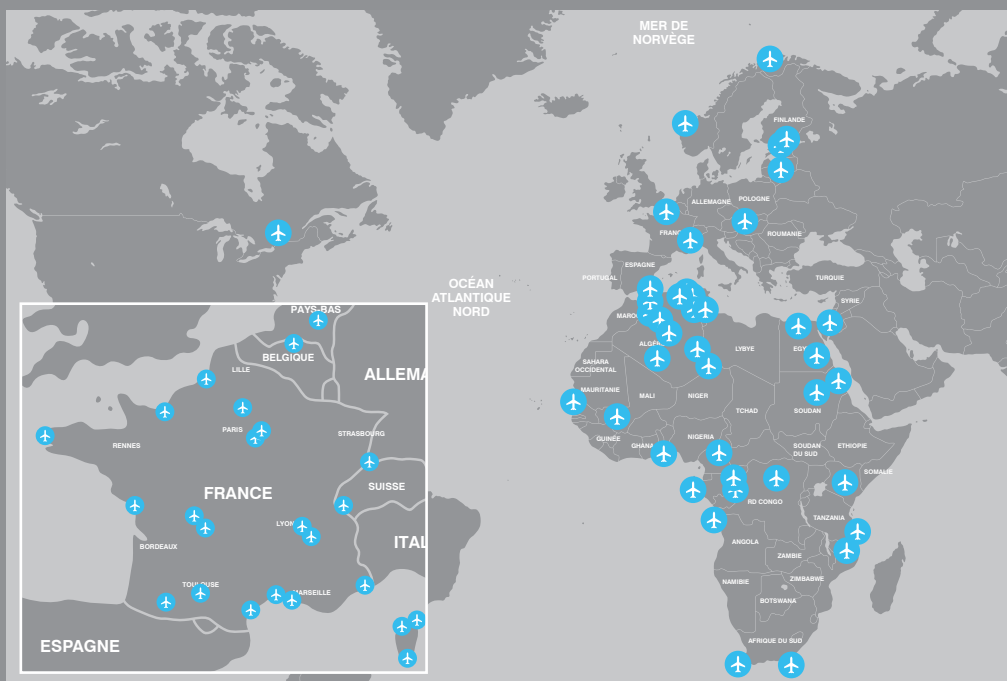 MER DE
NORVÈGE
FINLANDE
ALLEMAGNE
POLOGNE
FRANC
ROUMANIE
ESPAGNE
PORTUGAL
TURQUIE
SYRIE
OCÉAN
ATLANTIQUE
NORD
MARO
ALGÉR
LYBYE
EGY
SAHARA
OCCIDENTAL
MAURITANIE
MALI
NIGER
TCHAD
SOUDAN
GUINÉE
GHANA
NIGERIA
SOUDAN
DU SUD
ETHIOPIE
SOMALIE
RD CONGO
TANZANIA
ANGOLA
ZAMBIE
NAMIBIE
ZIMBABWE
BOTSWANA
AFRIQUE DU SUD
PAYS-BAS
BELGIQUE
LILLE
ALLEMA
PARIS
STRASBOURG
RENNES
SUISSE
FRANCE
LYON
ITAL
BORDEAUX
TOULOUSE
MARSEILLE
ESPAGNE